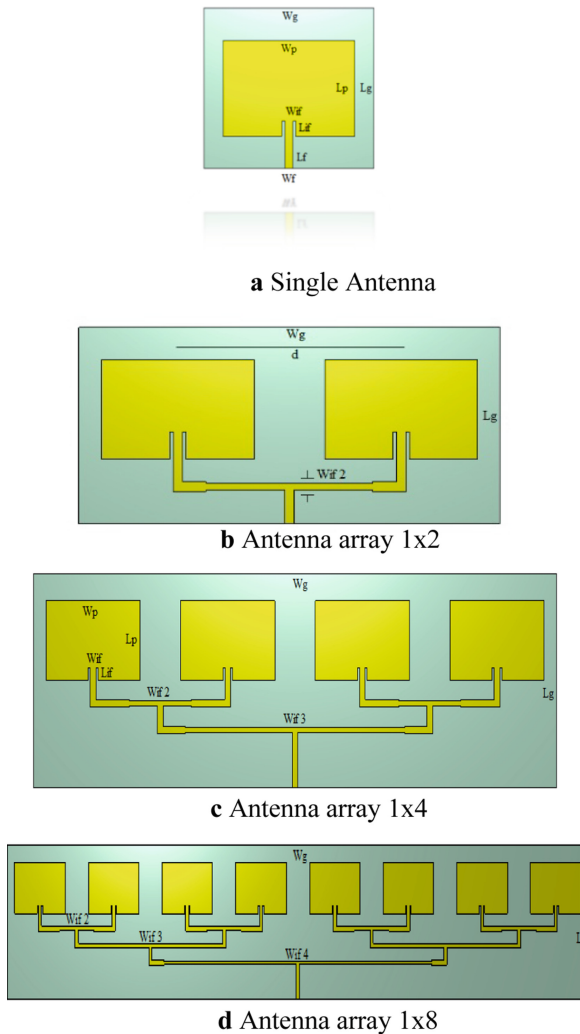 Wg
Wp
Lp Lg
Wif
Lif
Lf
Wf
a Single Antenna
Wg
d
Lg
Wif 2
b Antenna array 1x2
Wg
Wp
Lp
Wif
Lif
Wif 2
Lg
Wif 3
c Antenna array 1x4
Wg
Wif 2
Wif 3
Wif 4
d Antenna array 1x8